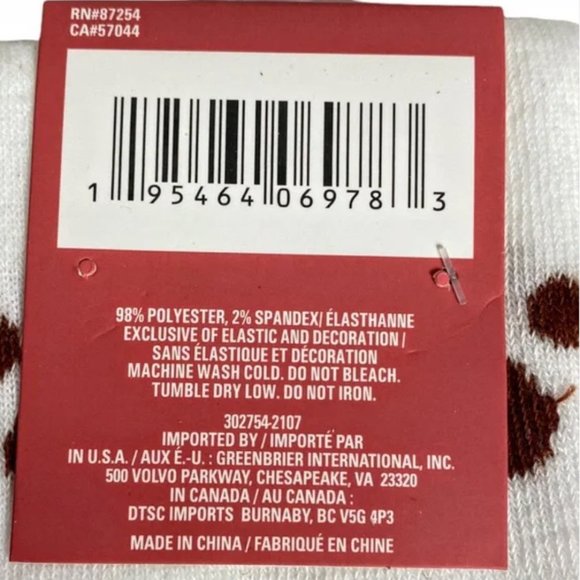 RN#87254
CA#57044
1 95464 06978 3
98% POLYESTER, 2% SPANDEX/ ÉLASTHANNE
EXCLUSIVE OF ELASTIC AND DECORATION /
SANS ÉLASTIQUE ET DÉCORATION
MACHINE WASH COLD. DO NOT BLEACH.
TUMBLE DRY LOW. DO NOT IRON.
302754-2107
IMPORTED BY / IMPORTÉ PAR
IN U.S.A. / AUX É.-U. : GREENBRIER INTERNATIONAL, INC.
500 VOLVO PARKWAY, CHESAPEAKE, VA 23320
IN CANADA / AU CANADA :
DTSC IMPORTS BURNABY, BC V5G 4P3
MADE IN CHINA / FABRIQUÉ EN CHINE